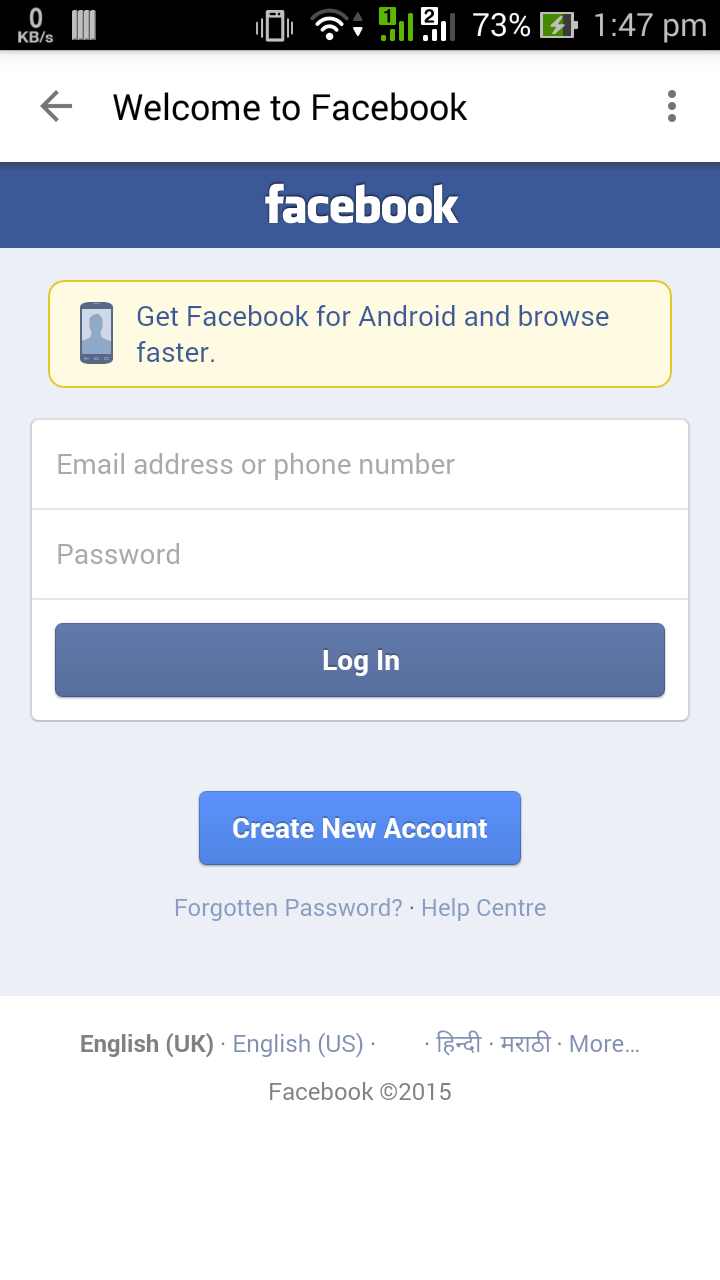 0
KB/s
1
2
73%
1:47 pm
Welcome to Facebook
facebook
Get Facebook for Android and browse
faster.
Email address or phone number
Password
Log In
Create New Account
Forgotten Password? · Help Centre
English (UK) · English (US) · · हिन्दी · मराठी · More...
Facebook ©2015